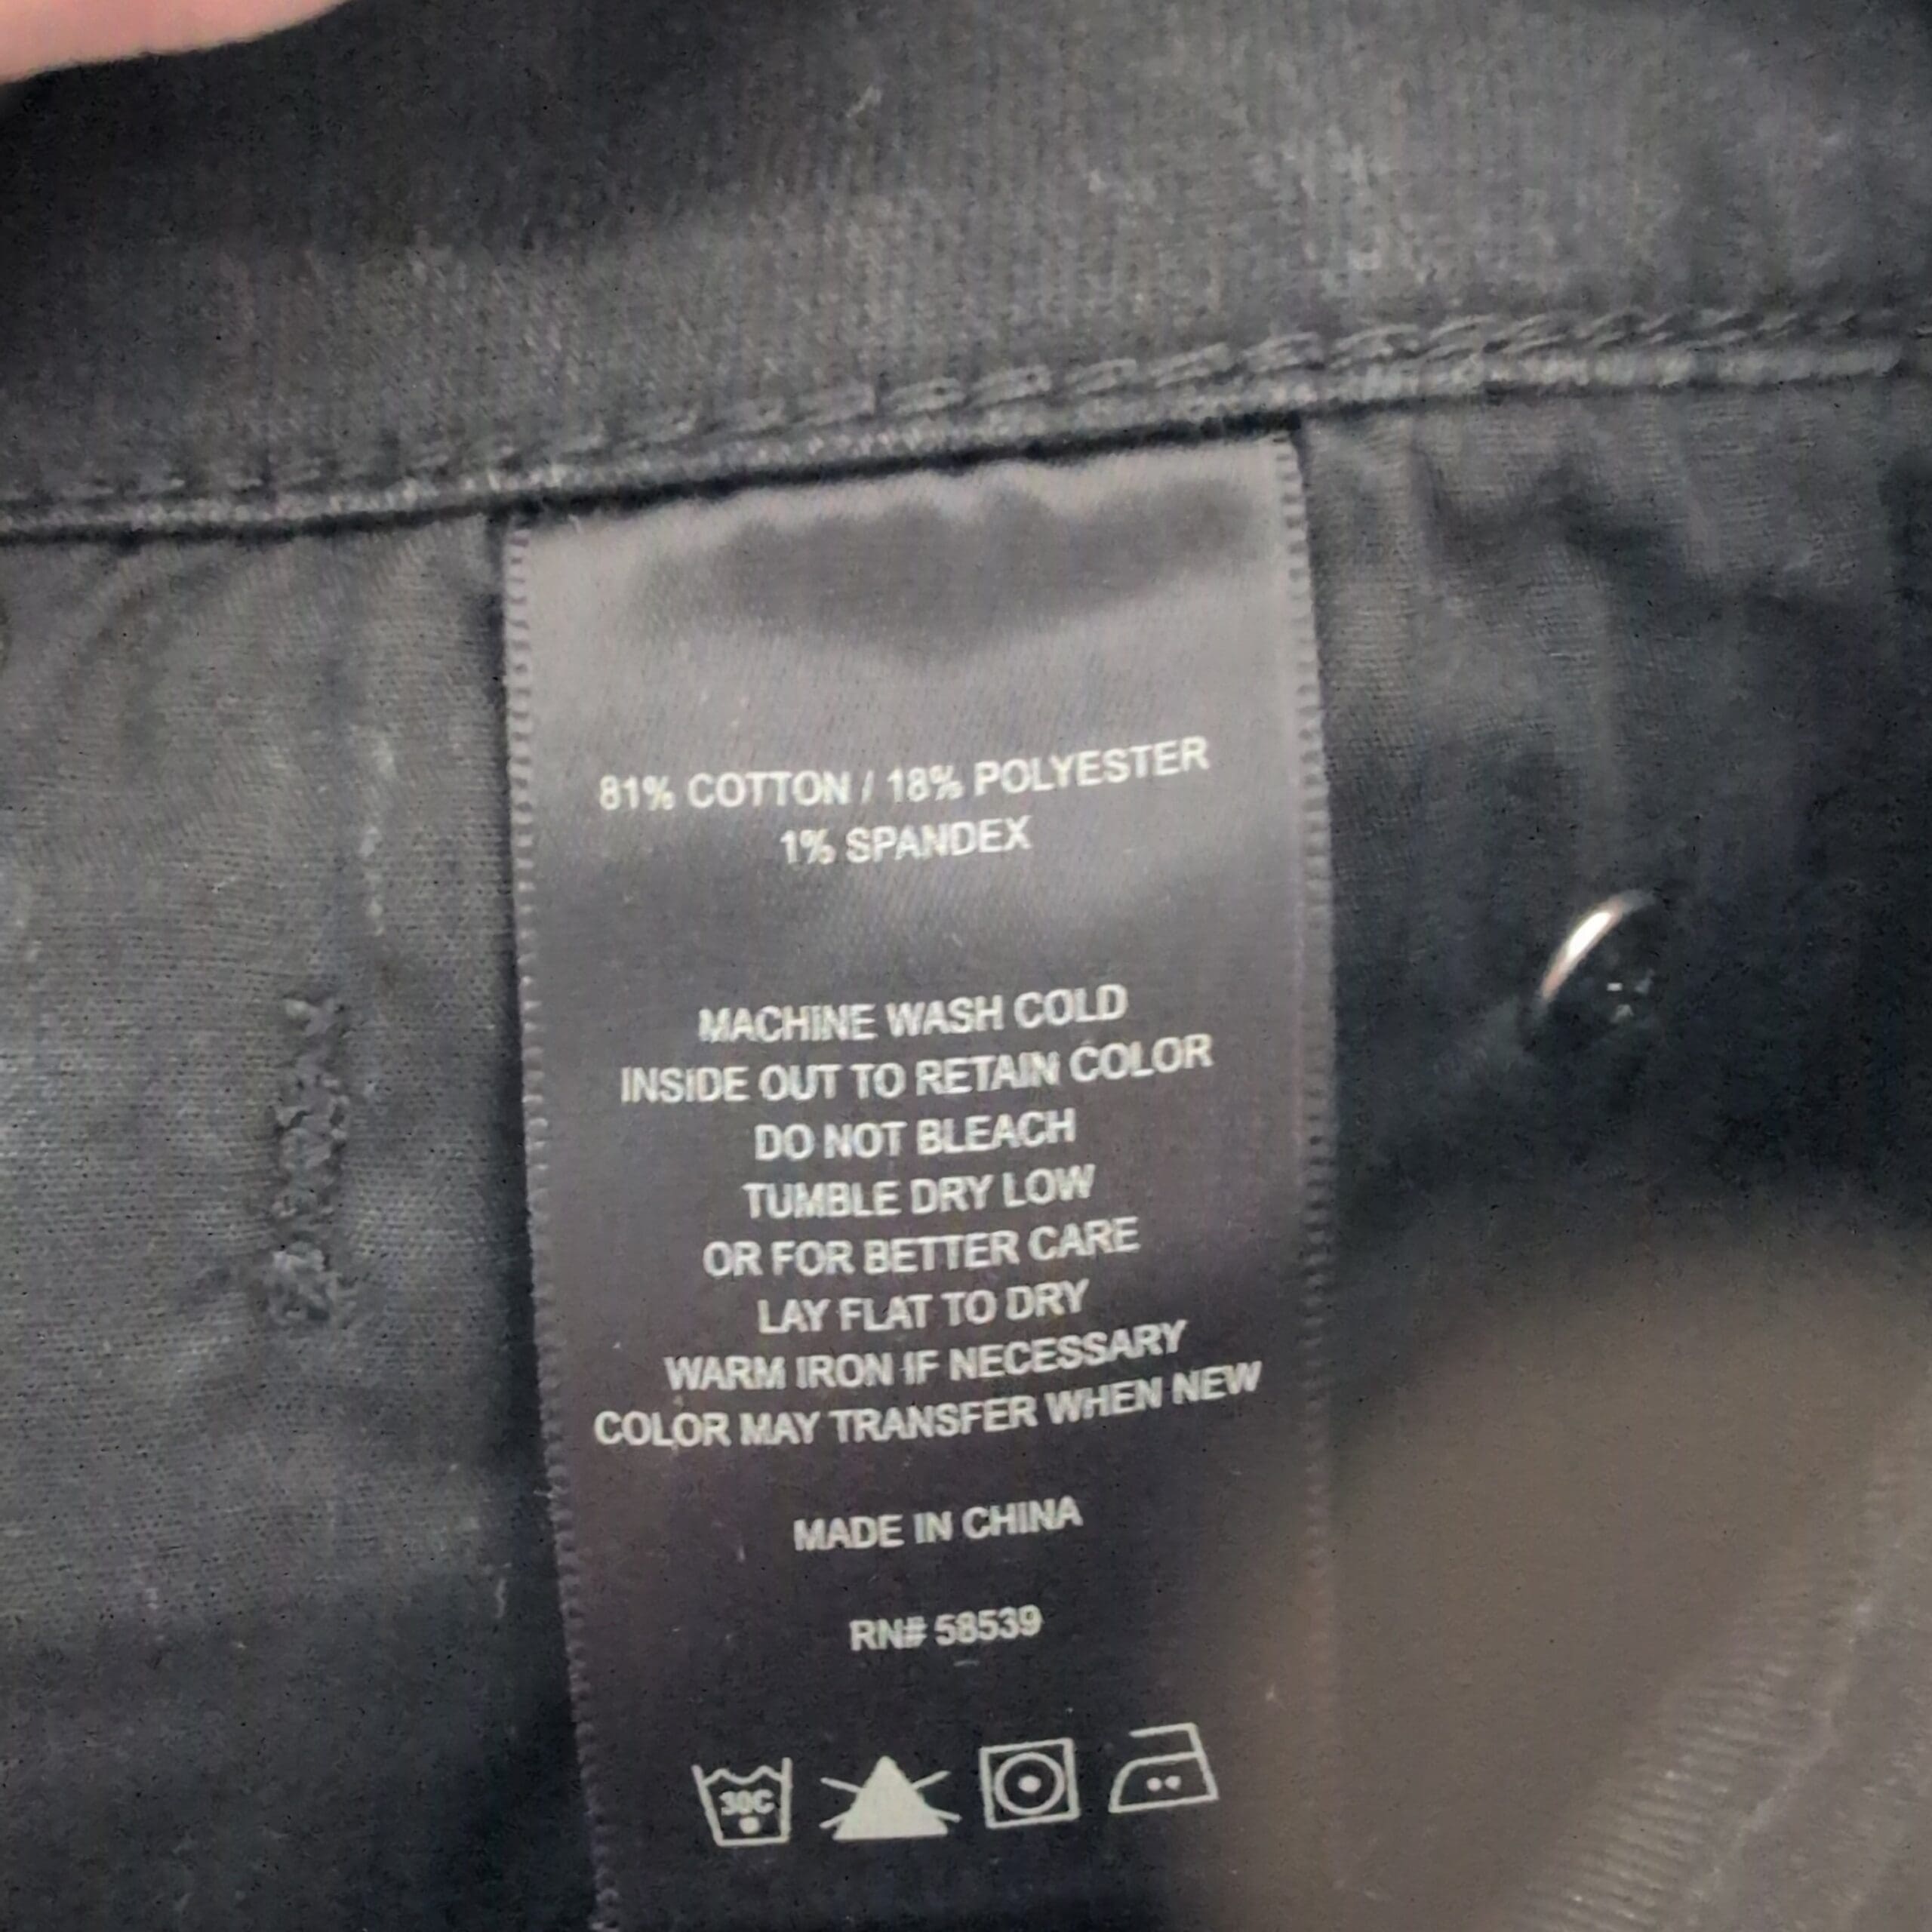 81% COTTON / 18% POLYESTER
1% SPANDEX
MACHINE WASH COLD
INSIDE OUT TO RETAIN COLOR
DO NOT BLEACH
TUMBLE DRY LOW
OR FOR BETTER CARE
LAY FLAT TO DRY
WARM IRON IF NECESSARY
COLOR MAY TRANSFER WHEN NEW
MADE IN CHINA
RN# 58539
30C